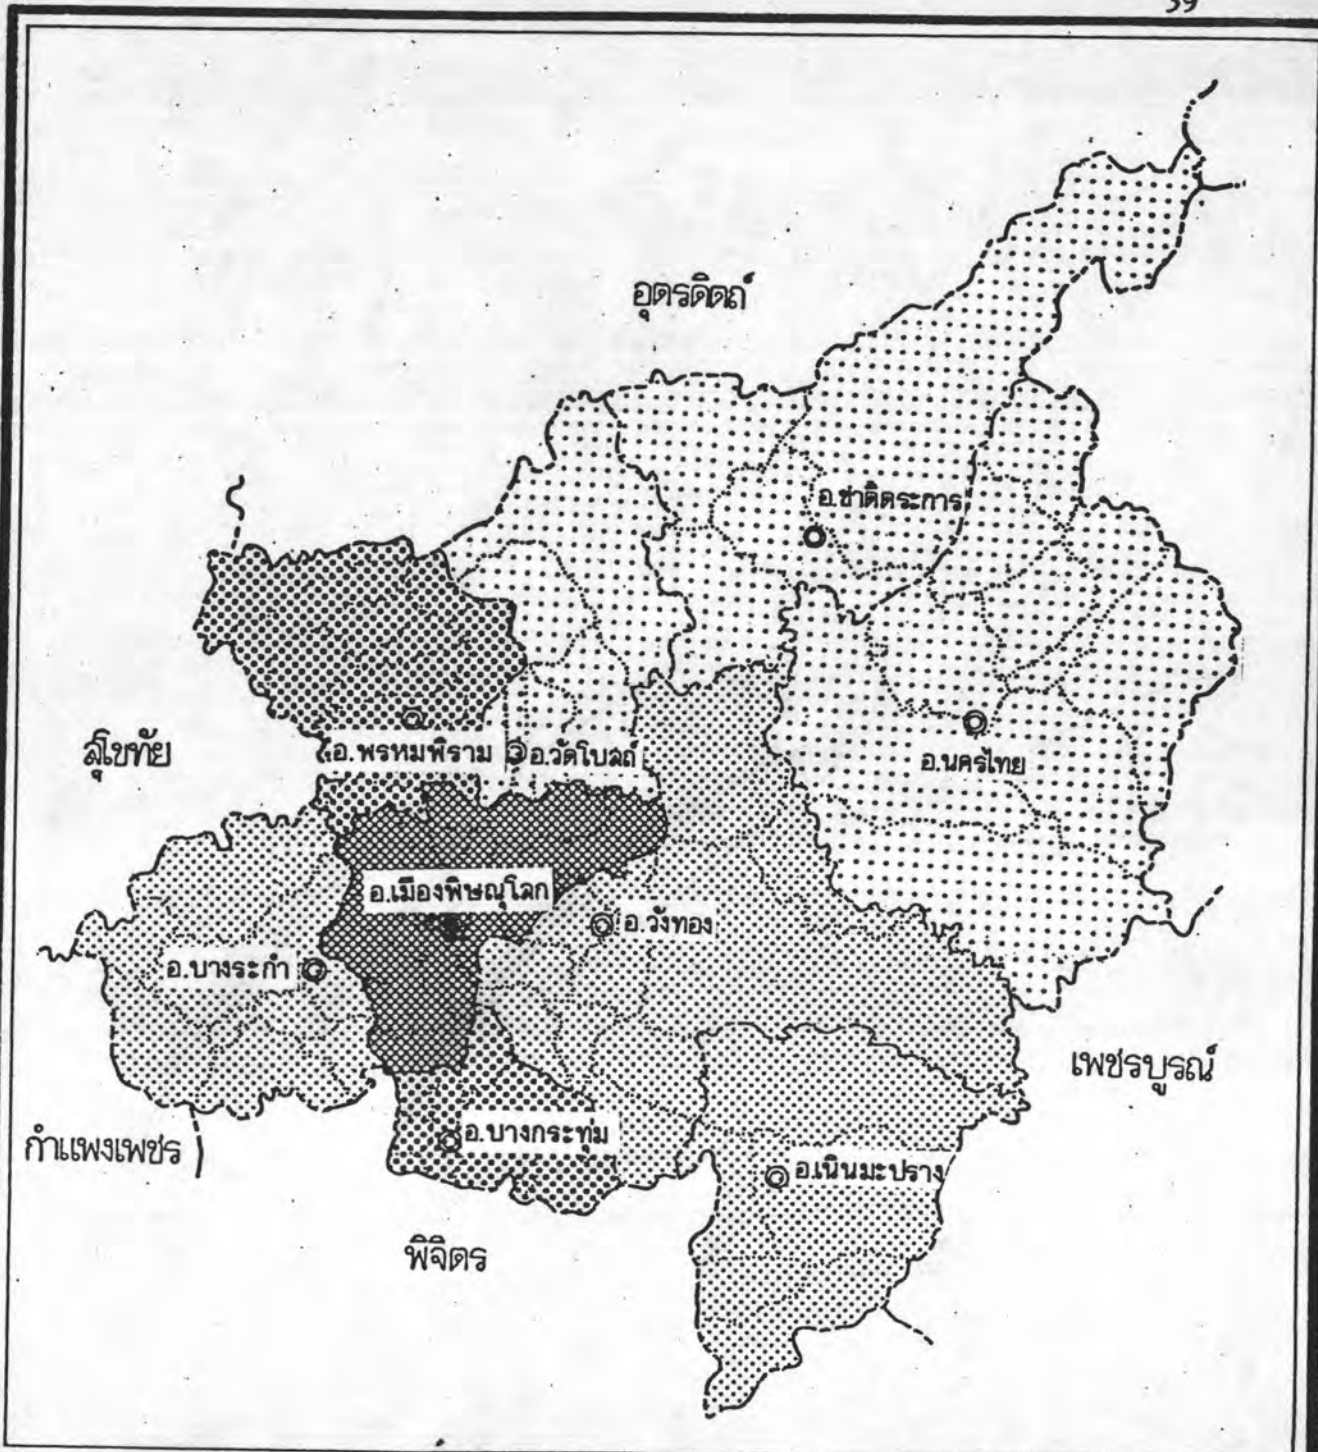 59
อุตรดิตถ์
อ.ชาติตระการ
สุโขทัย
อ.พรหมพิราม
อ.วัดโบสถ์
อ.นครไทย
อ.เมืองพิษณุโลก
อ.วังทอง
อ.บางระกำ
เพชรบูรณ์
อ.บางกระทุ่ม
กำแพงเพชร
อ.เนินมะปราง
พิจิตร